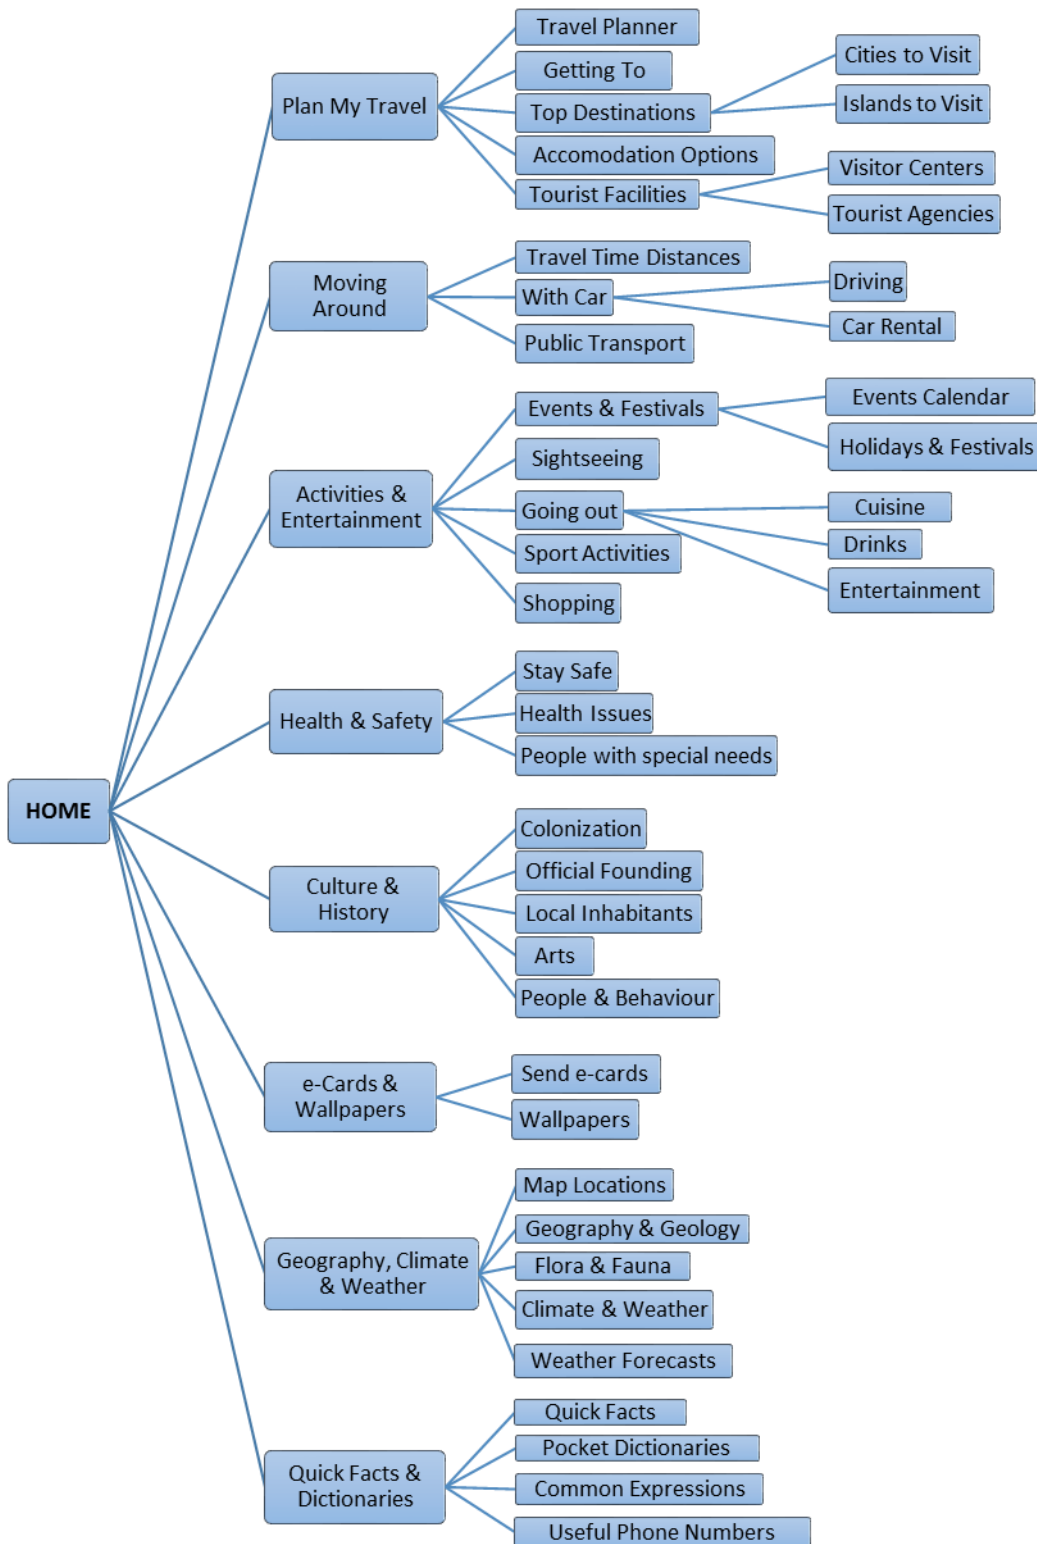 Travel Planner
Getting To
Cities to Visit
Plan My Travel
Top Destinations
Islands to Visit
Accomodation Options
Visitor Centers
Tourist Facilities
Tourist Agencies
Travel Time Distances
Moving
Around
With Car
Driving
Car Rental
Public Transport
Events & Festivals
Events Calendar
Holidays & Festivals
Sightseeing
Activities &
Entertainment
Going out
Cuisine
Drinks
Sport Activities
Entertainment
Shopping
Stay Safe
Health & Safety
Health Issues
People with special needs
HOME
Colonization
Official Founding
Culture &
History
Local Inhabitants
Arts
People & Behaviour
e-Cards &
Wallpapers
Send e-cards
Wallpapers
Map Locations
Geography & Geology
Geography, Climate
& Weather
Flora & Fauna
Climate & Weather
Weather Forecasts
Quick Facts
Pocket Dictionaries
Quick Facts &
Dictionaries
Common Expressions
Useful Phone Numbers